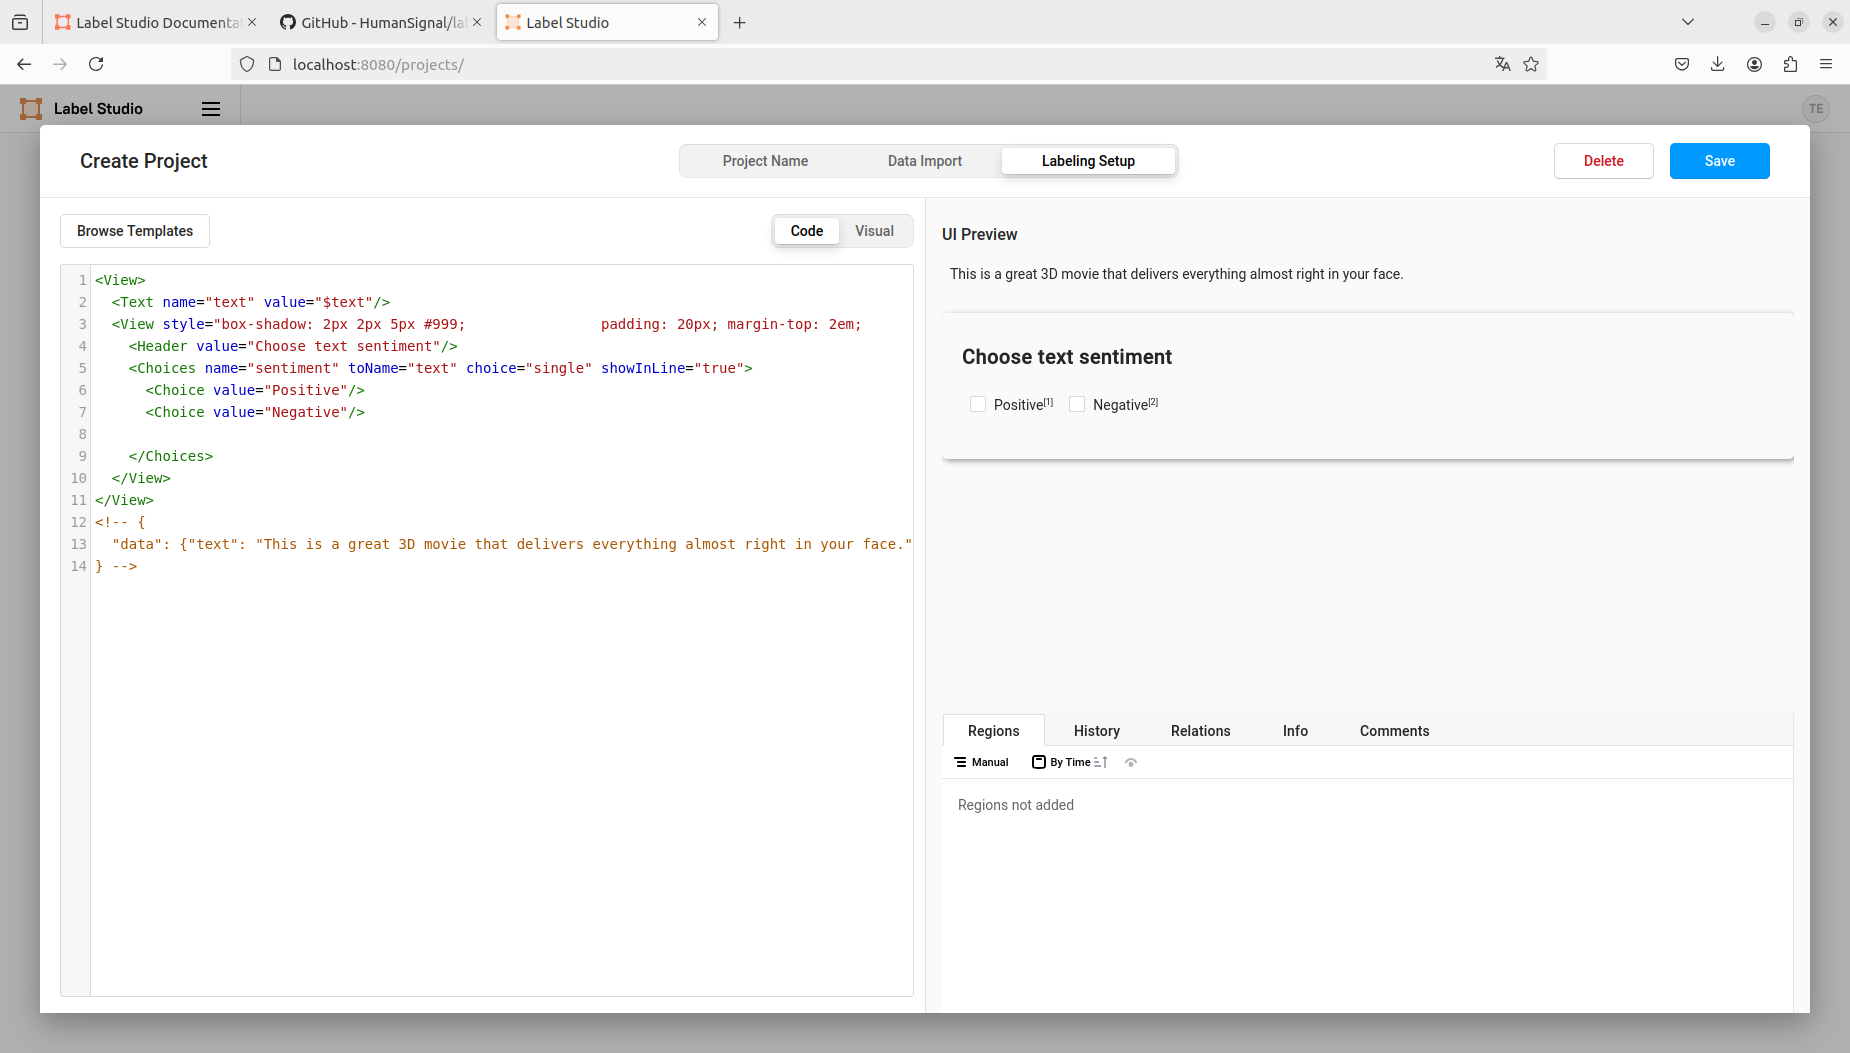 Label Studio Documenta
GitHub - HumanSignal/la
Label Studio
localhost:8080/projects/
Label Studio
TE
Create Project
Project Name
Data Import
Labeling Setup
Delete
Save
Browse Templates
Code
Visual
1 <View>
2 <Text name="text" value="$text"/>
3 <View style="box-shadow: 2px 2px 5px #999; padding: 20px; margin-top: 2em;
4 <Header value="Choose text sentiment"/>
5 <Choices name="sentiment" toName="text" choice="single" showInLine="true">
6 <Choice value="Positive"/>
7 <Choice value="Negative"/>
8
9 </Choices>
10 </View>
11 </View>
12 <!-- {
13 "data": {"text": "This is a great 3D movie that delivers everything almost right in your face."
14 } -->
UI Preview
This is a great 3D movie that delivers everything almost right in your face.
Choose text sentiment
Positive[1] Negative[2]
Regions
History
Relations
Info
Comments
Manual
By Time
Regions not added